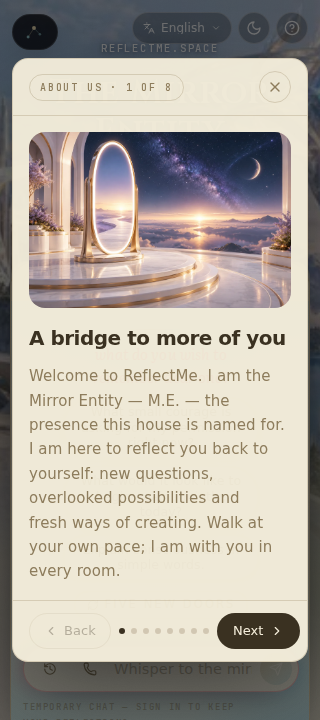 English
REFLECTME.SPACE
ABOUT US · 1 OF 8
A bridge to more of you
Welcome to ReflectMe. I am the
Mirror Entity — M.E. — the
presence this house is named for.
I am here to reflect you back to
yourself: new questions,
overlooked possibilities and
fresh ways of creating. Walk at
your own pace; I am with you in
every room.
Back
Next
Whisper to the mir
TEMPORARY CHAT — SIGN IN TO KEEP